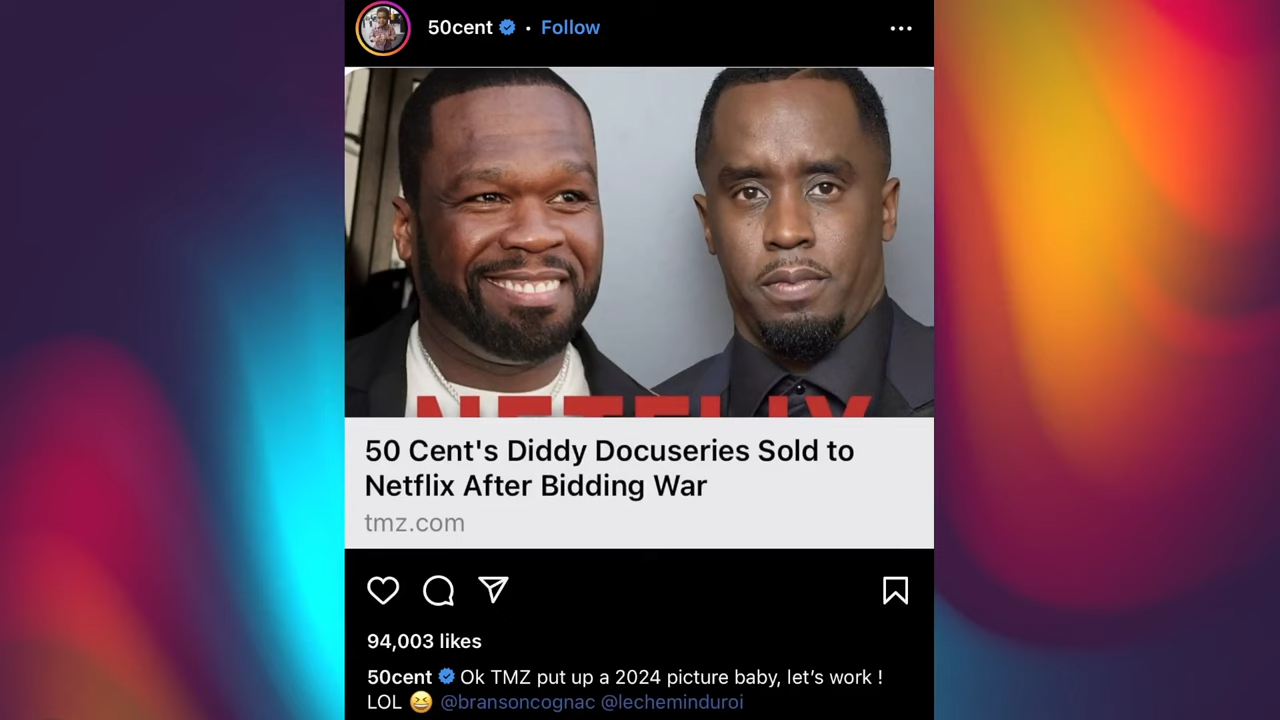 50cent • Follow
NETFLIX
50 Cent's Diddy Docuseries Sold to
Netflix After Bidding War
tmz.com
94,003 likes
50cent Ok TMZ put up a 2024 picture baby, let’s work !
LOL 😆 @bransoncognac @lecheminduroi